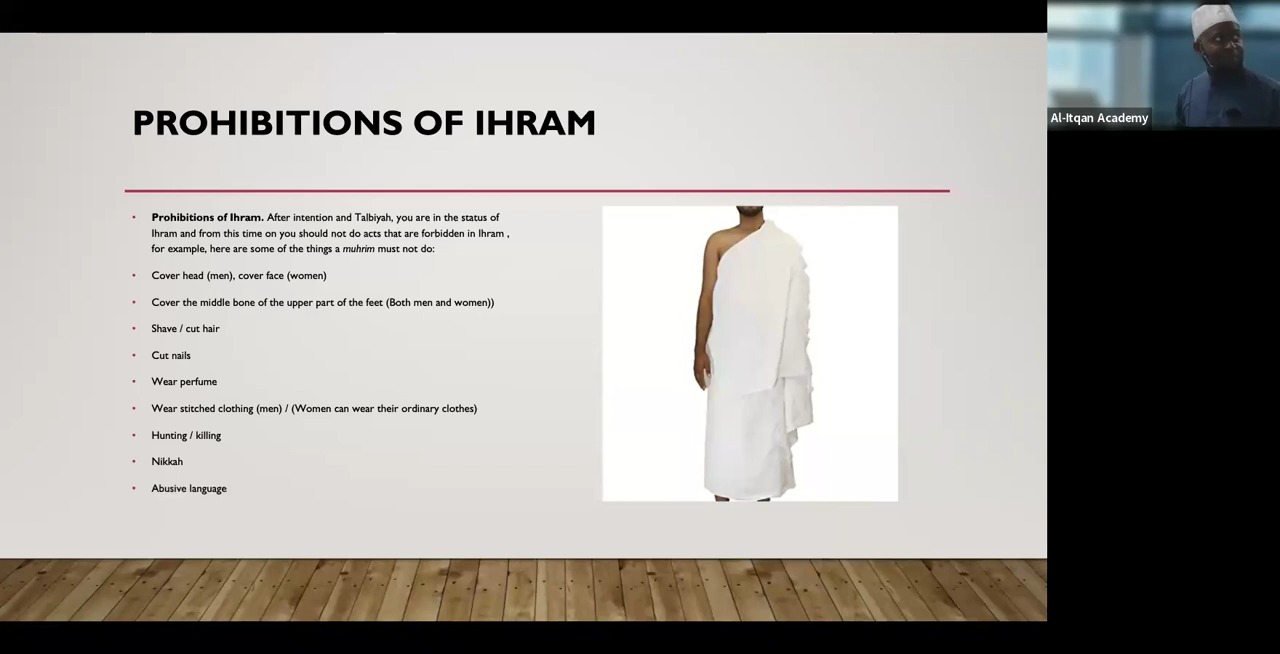 PROHIBITIONS OF IHRAM
Prohibitions of Ihram. After intention and Talbiyah, you are in the status of
Ihram and from this time on you should not do acts that are forbidden in Ihram ,
for example, here are some of the things a muhrim must not do:
Cover head (men), cover face (women)
Cover the middle bone of the upper part of the feet (Both men and women))
Shave / cut hair
Cut nails
Wear perfume
Wear stitched clothing (men) / (Women can wear their ordinary clothes)
Hunting / killing
Nikkah
Abusive language
Al-Itqan Academy